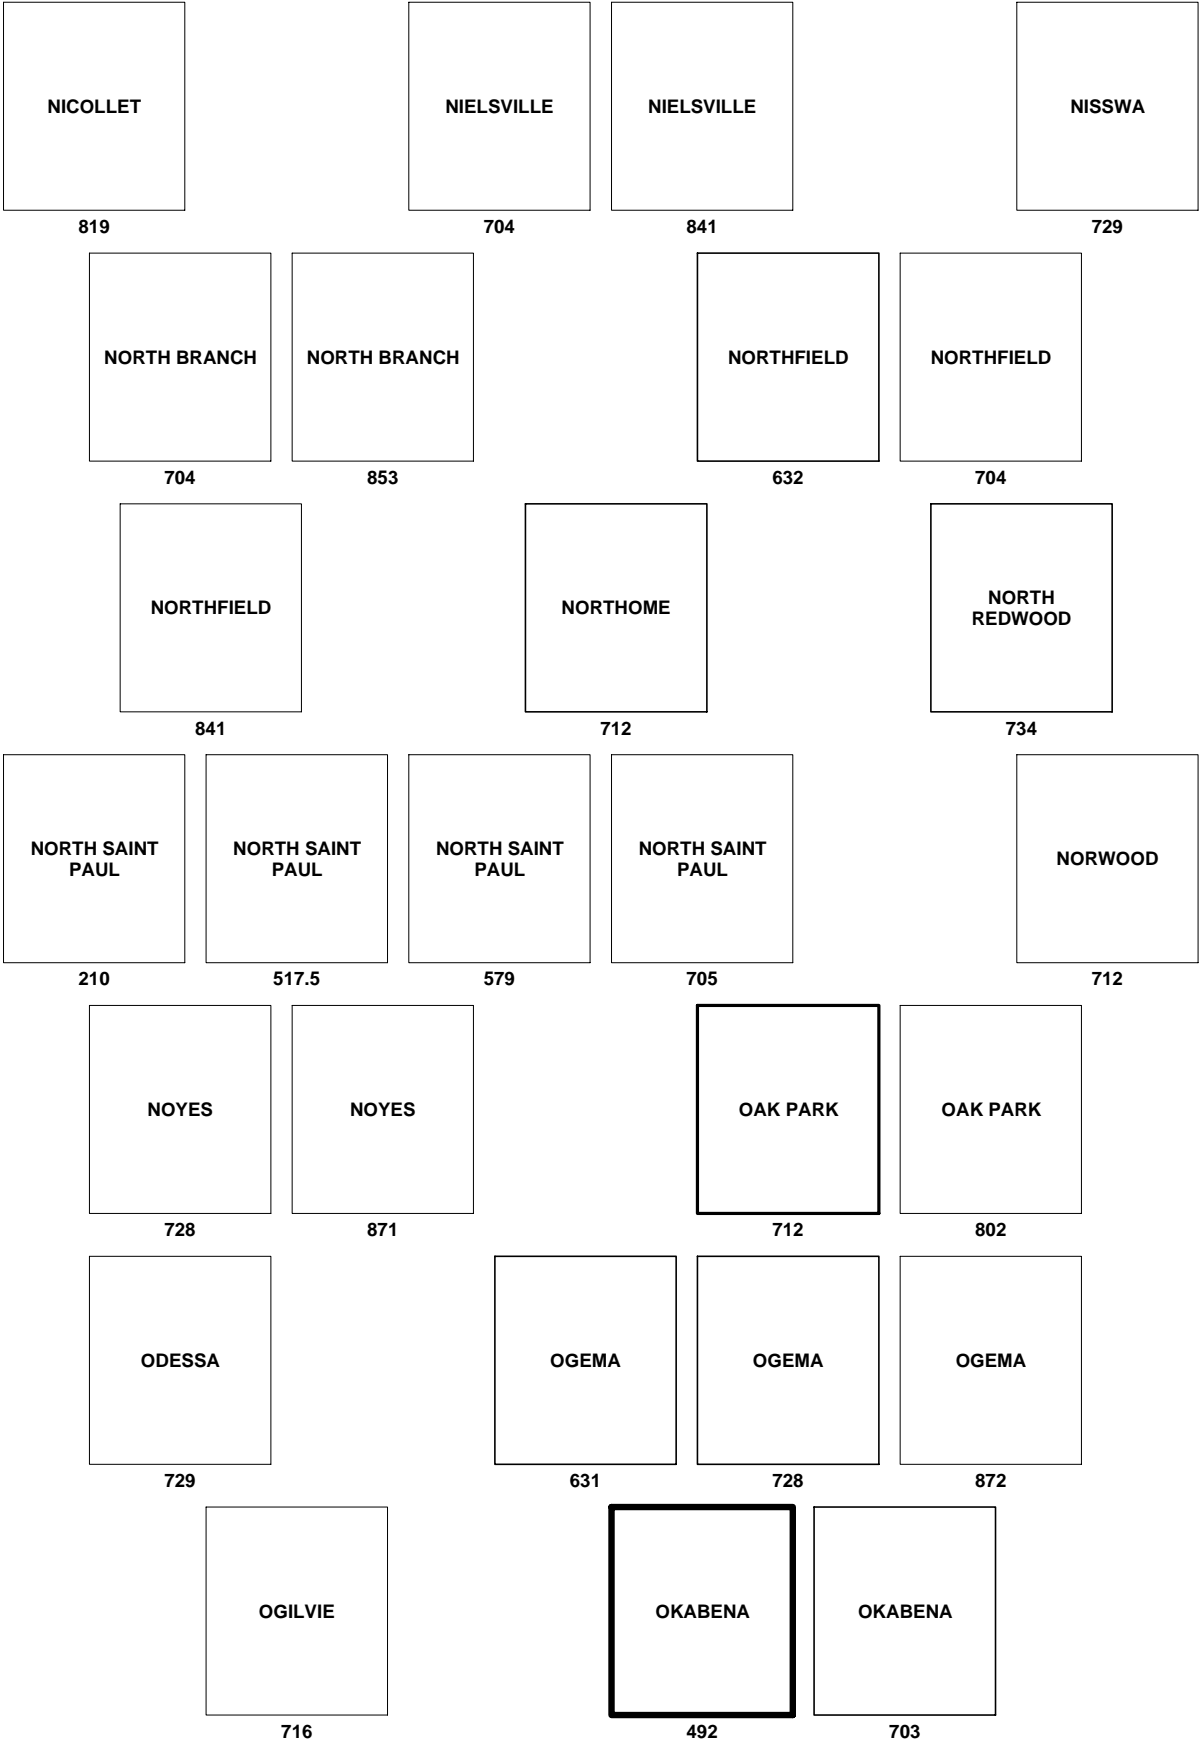 NICOLLET
NIELSVILLE
NIELSVILLE
NISSWA
819
704
841
729
NORTH BRANCH
NORTH BRANCH
NORTHFIELD
NORTHFIELD
704
853
632
704
NORTHFIELD
NORTHOME
NORTH
REDWOOD
841
712
734
NORTH SAINT
PAUL
NORTH SAINT
PAUL
NORTH SAINT
PAUL
NORTH SAINT
PAUL
NORWOOD
210
517.5
579
705
712
NOYES
NOYES
OAK PARK
OAK PARK
728
871
712
802
ODESSA
OGEMA
OGEMA
OGEMA
729
631
728
872
OGILVIE
OKABENA
OKABENA
716
492
703